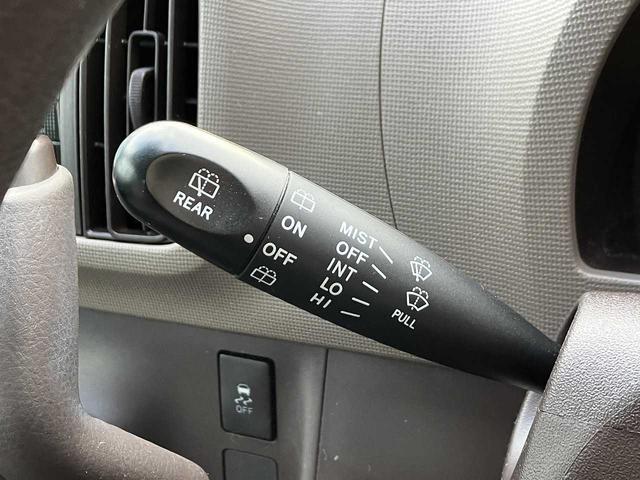 REAR
ON
OFF
MIST
OFF
INT
LO
HI
PULL
OFF